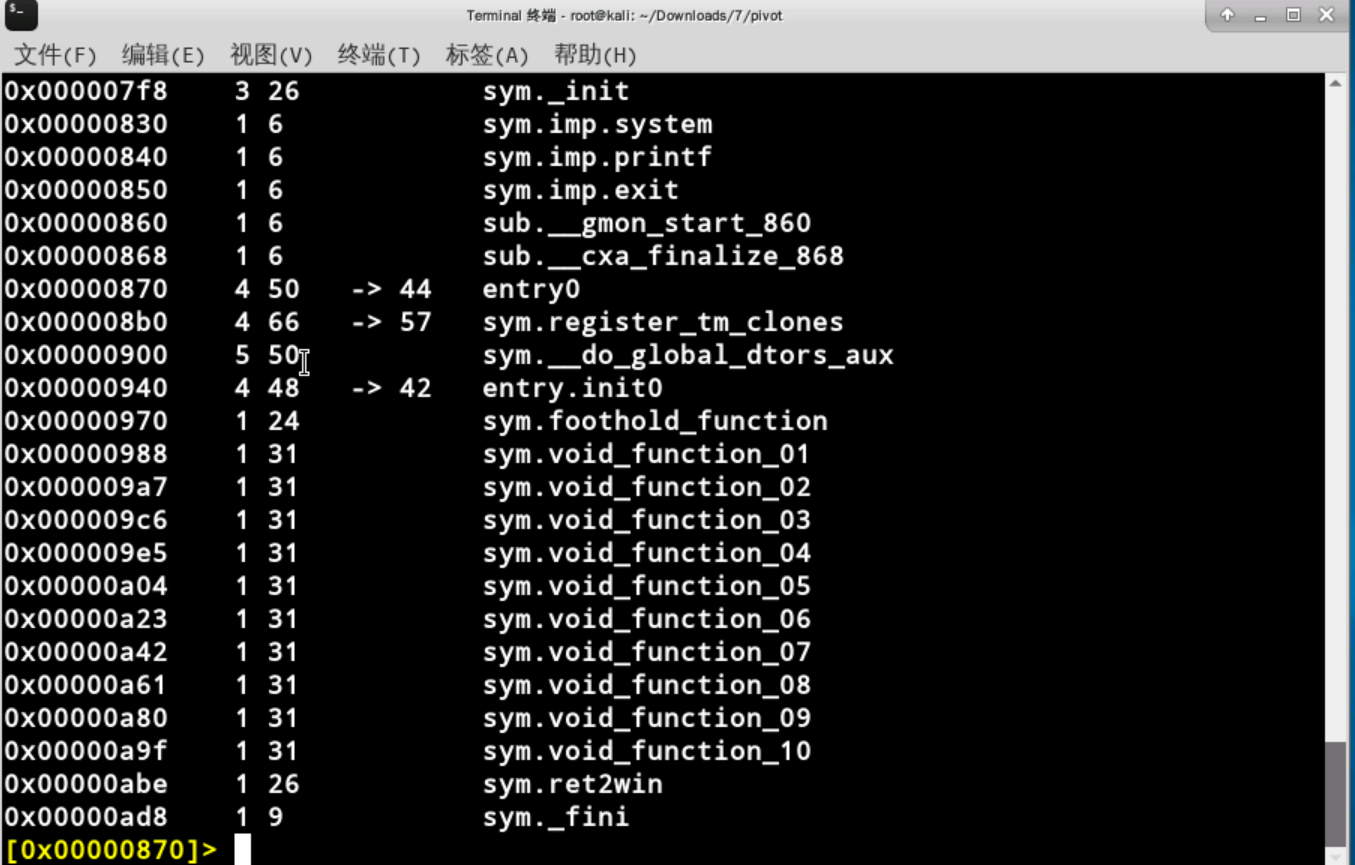 Terminal 终端 - root@kali: ~/Downloads/7/pivot
文件(F) 编辑(E) 视图(V) 终端(T) 标签(A) 帮助(H)
0x000007f8 3 26 sym._init
0x00000830 1 6 sym.imp.system
0x00000840 1 6 sym.imp.printf
0x00000850 1 6 sym.imp.exit
0x00000860 1 6 sub.__gmon_start_860
0x00000868 1 6 sub.__cxa_finalize_868
0x00000870 4 50 -> 44 entry0
0x000008b0 4 66 -> 57 sym.register_tm_clones
0x00000900 5 50 sym.__do_global_dtors_aux
0x00000940 4 48 -> 42 entry.init0
0x00000970 1 24 sym.foothold_function
0x00000988 1 31 sym.void_function_01
0x000009a7 1 31 sym.void_function_02
0x000009c6 1 31 sym.void_function_03
0x000009e5 1 31 sym.void_function_04
0x00000a04 1 31 sym.void_function_05
0x00000a23 1 31 sym.void_function_06
0x00000a42 1 31 sym.void_function_07
0x00000a61 1 31 sym.void_function_08
0x00000a80 1 31 sym.void_function_09
0x00000a9f 1 31 sym.void_function_10
0x00000abe 1 26 sym.ret2win
0x00000ad8 1 9 sym._fini
[0x00000870]>